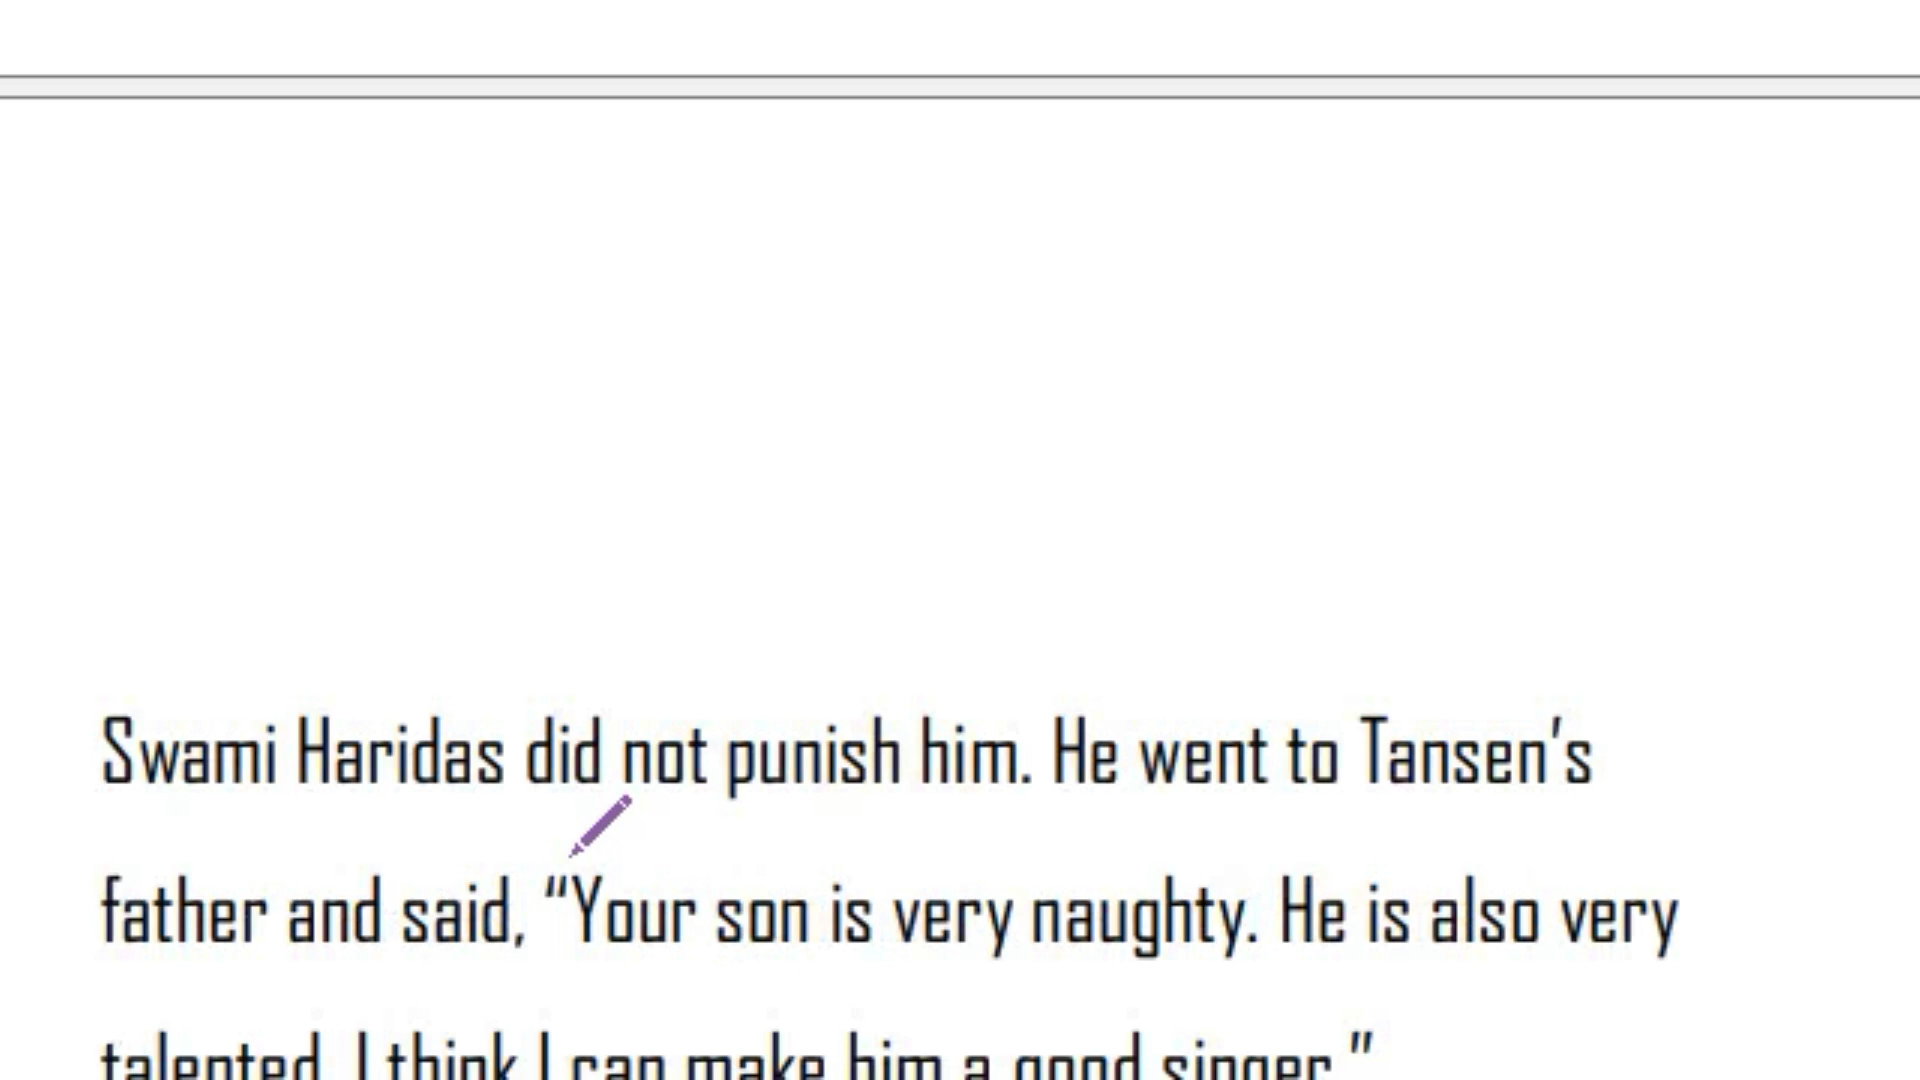 Swami Haridas did not punish him. He went to Tansen’s
father and said, “Your son is very naughty. He is also very
talented. I think I can make him a good singer.”